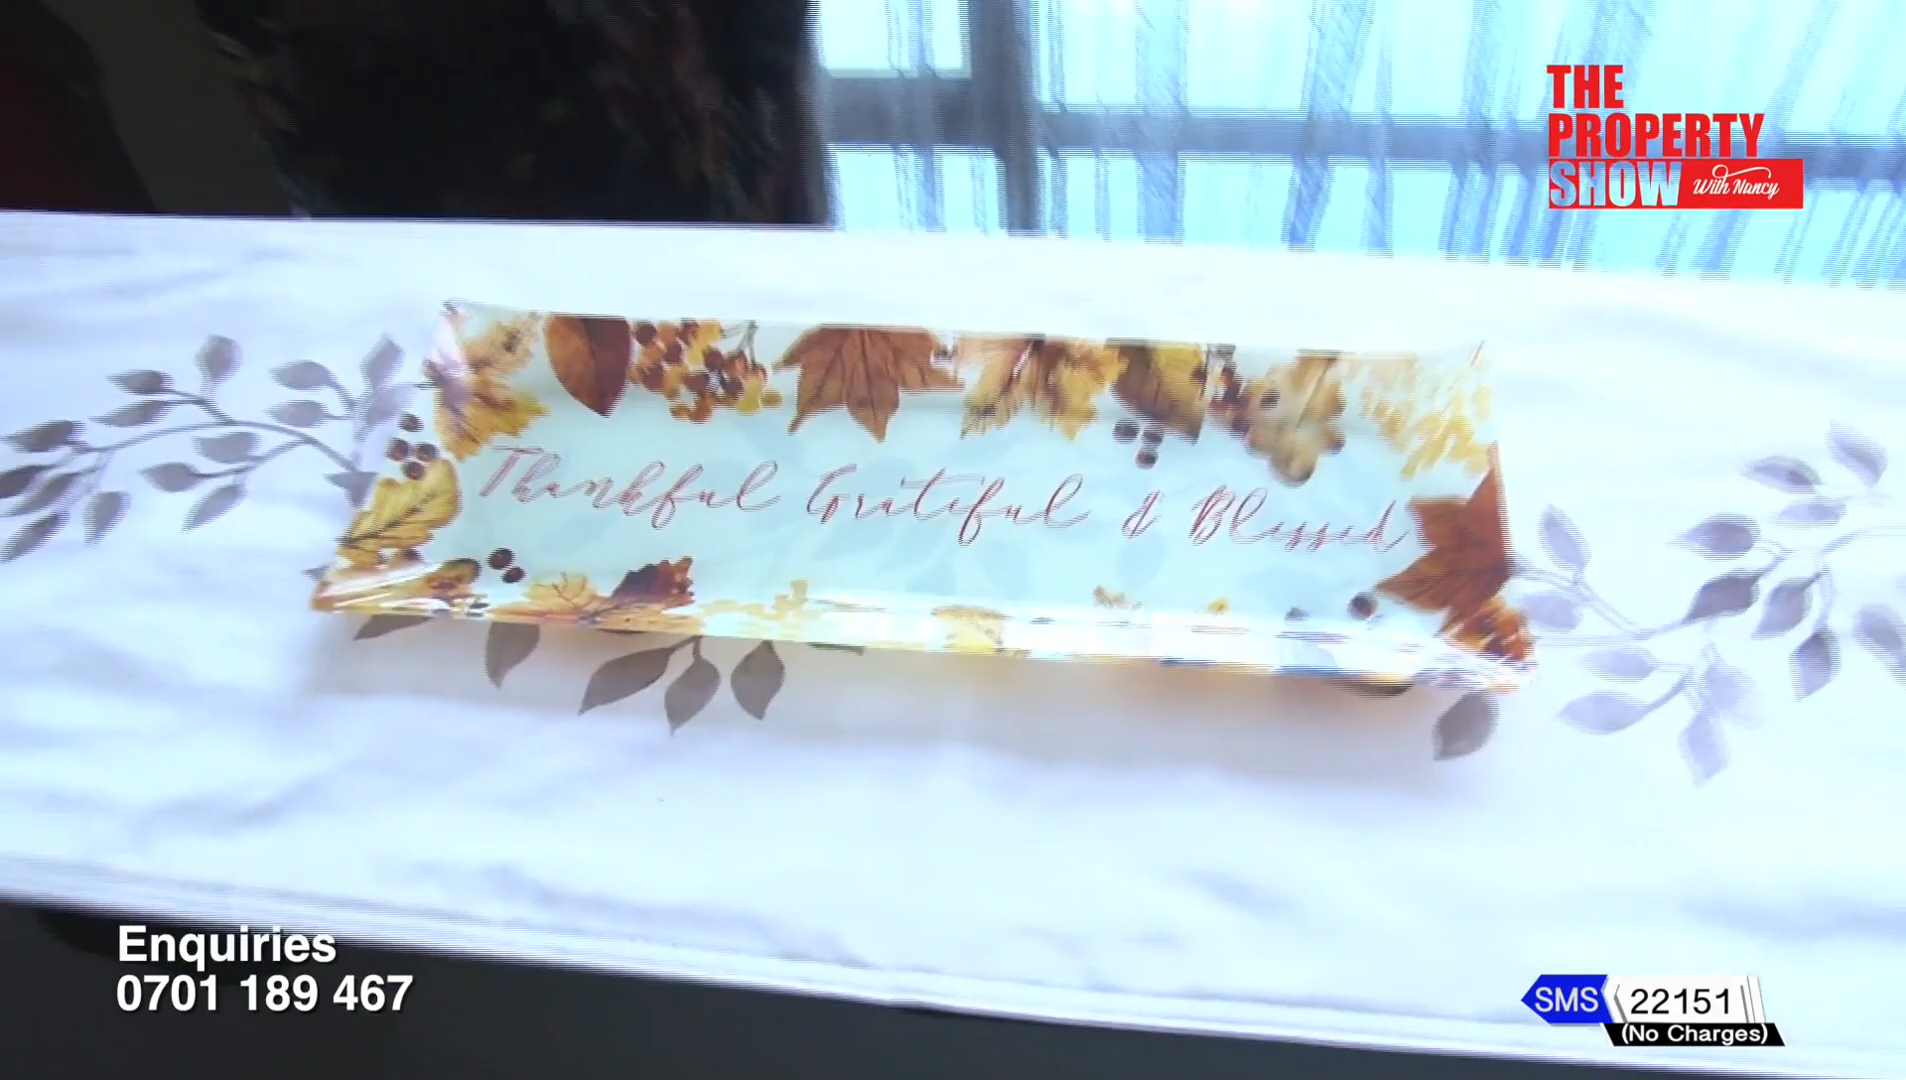 THE
PROPERTY
SHOW With Nancy
Thankful Grateful & Blessed
Enquiries
0701 189 467
SMS 22151
(No Charges)